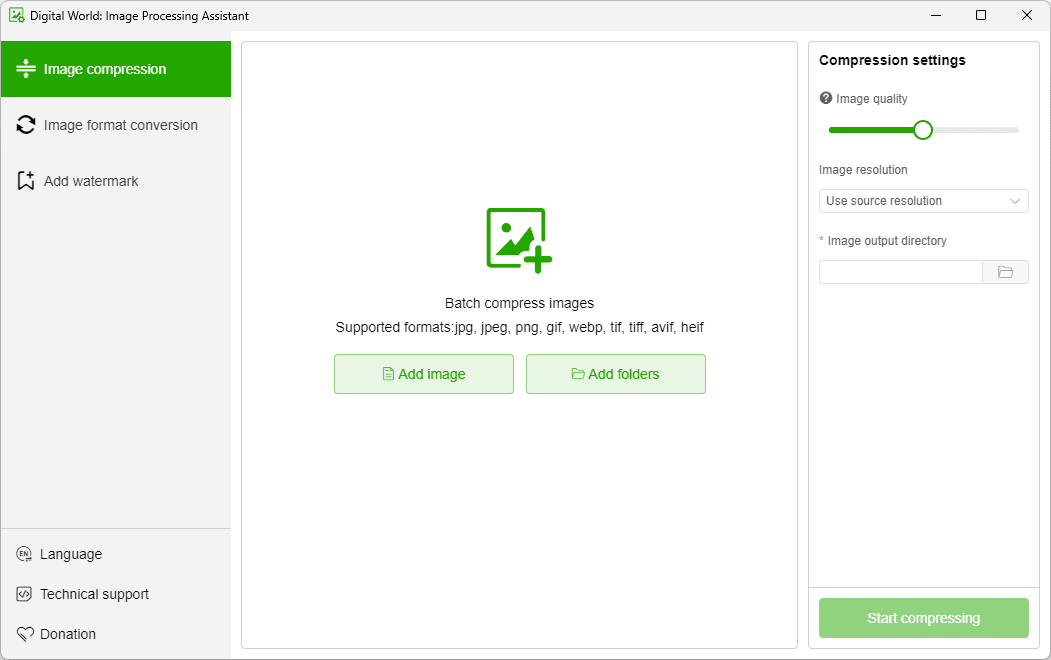 Digital World: Image Processing Assistant
Image compression
Image format conversion
Add watermark
EN Language
Technical support
Donation
Batch compress images
Supported formats:jpg, jpeg, png, gif, webp, tif, tiff, avif, heif
Add image
Add folders
Compression settings
? Image quality
Image resolution
Use source resolution
* Image output directory
Start compressing